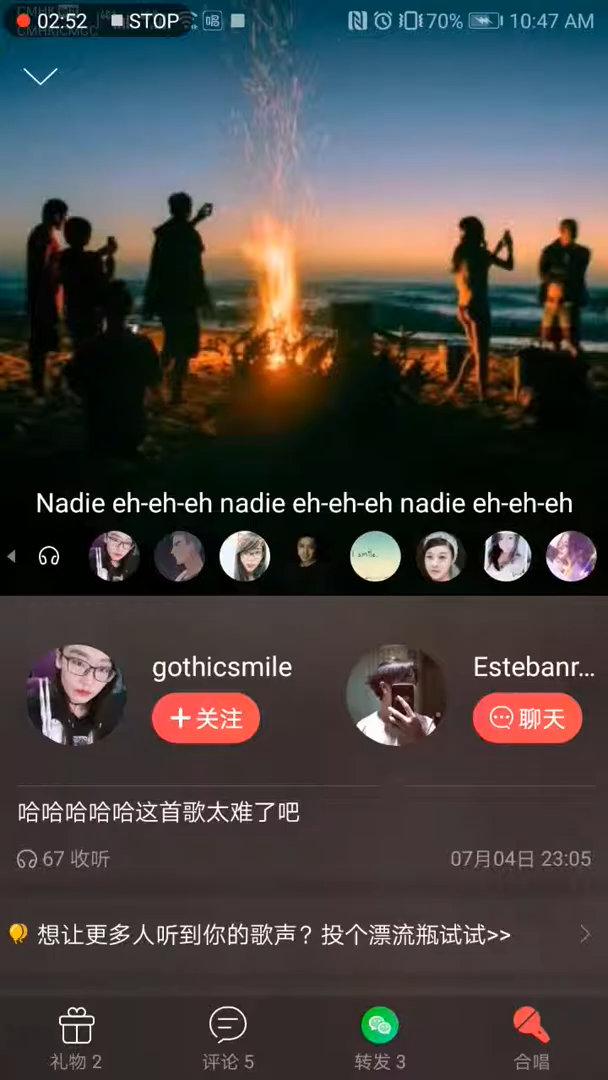 02:52 STOP 唱 70% 10:47 AM
CMHK
CMHK/CMCC
Nadie eh-eh-eh nadie eh-eh-eh nadie eh-eh-eh
I smile.
gothicsmile
Estebanr...
+ 关注
聊天
哈哈哈哈哈这首歌太难了吧
67 收听
07月04日 23:05
想让更多人听到你的歌声？投个漂流瓶试试>>
礼物 2
评论 5
转发 3
合唱